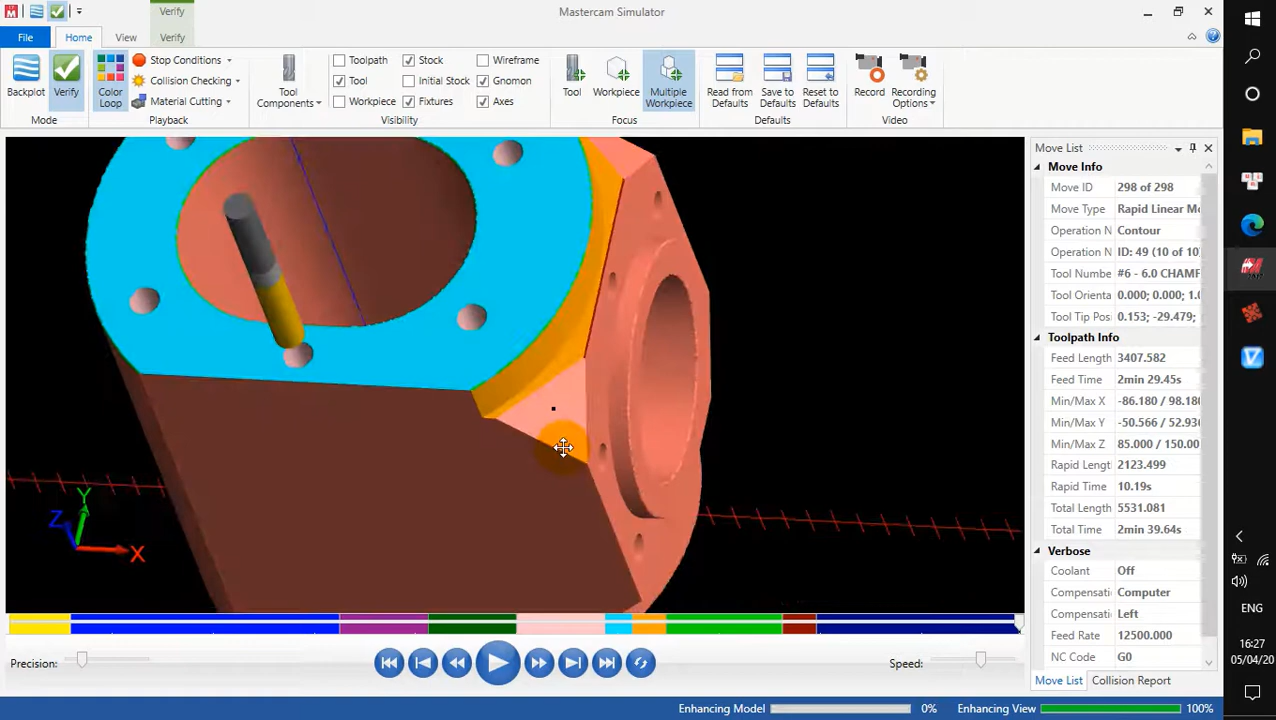 Verify
Mastercam Simulator
File
Home
View
Verify
Backplot
Verify
Color Loop
Stop Conditions
Collision Checking
Material Cutting
Tool Components
Toolpath
Tool
Workpiece
Stock
Initial Stock
Fixtures
Wireframe
Gnomon
Axes
Tool
Workpiece
Multiple Workpiece
Read from Defaults
Save to Defaults
Reset to Defaults
Record
Recording Options
Mode
Playback
Visibility
Focus
Defaults
Video
Move List
Move Info
Move ID 298 of 298
Move Type Rapid Linear Mo
Operation N Contour
Operation N ID: 49 (10 of 10)
Tool Numbe #6 - 6.0 CHAMF
Tool Orienta 0.000; 0.000; 1.0
Tool Tip Posi 0.153; -29.479;
Toolpath Info
Feed Length 3407.582
Feed Time 2min 29.45s
Min/Max X -86.180 / 98.180
Min/Max Y -50.566 / 52.936
Min/Max Z 85.000 / 150.00
Rapid Length 2123.499
Rapid Time 10.19s
Total Length 5531.081
Total Time 2min 39.64s
Verbose
Coolant Off
Compensati Computer
Compensati Left
Feed Rate 12500.000
NC Code G0
Move List
Collision Report
Z
Y
X
Precision:
Speed:
Enhancing Model 0%
Enhancing View 100%
ENG
16:27
05/04/20